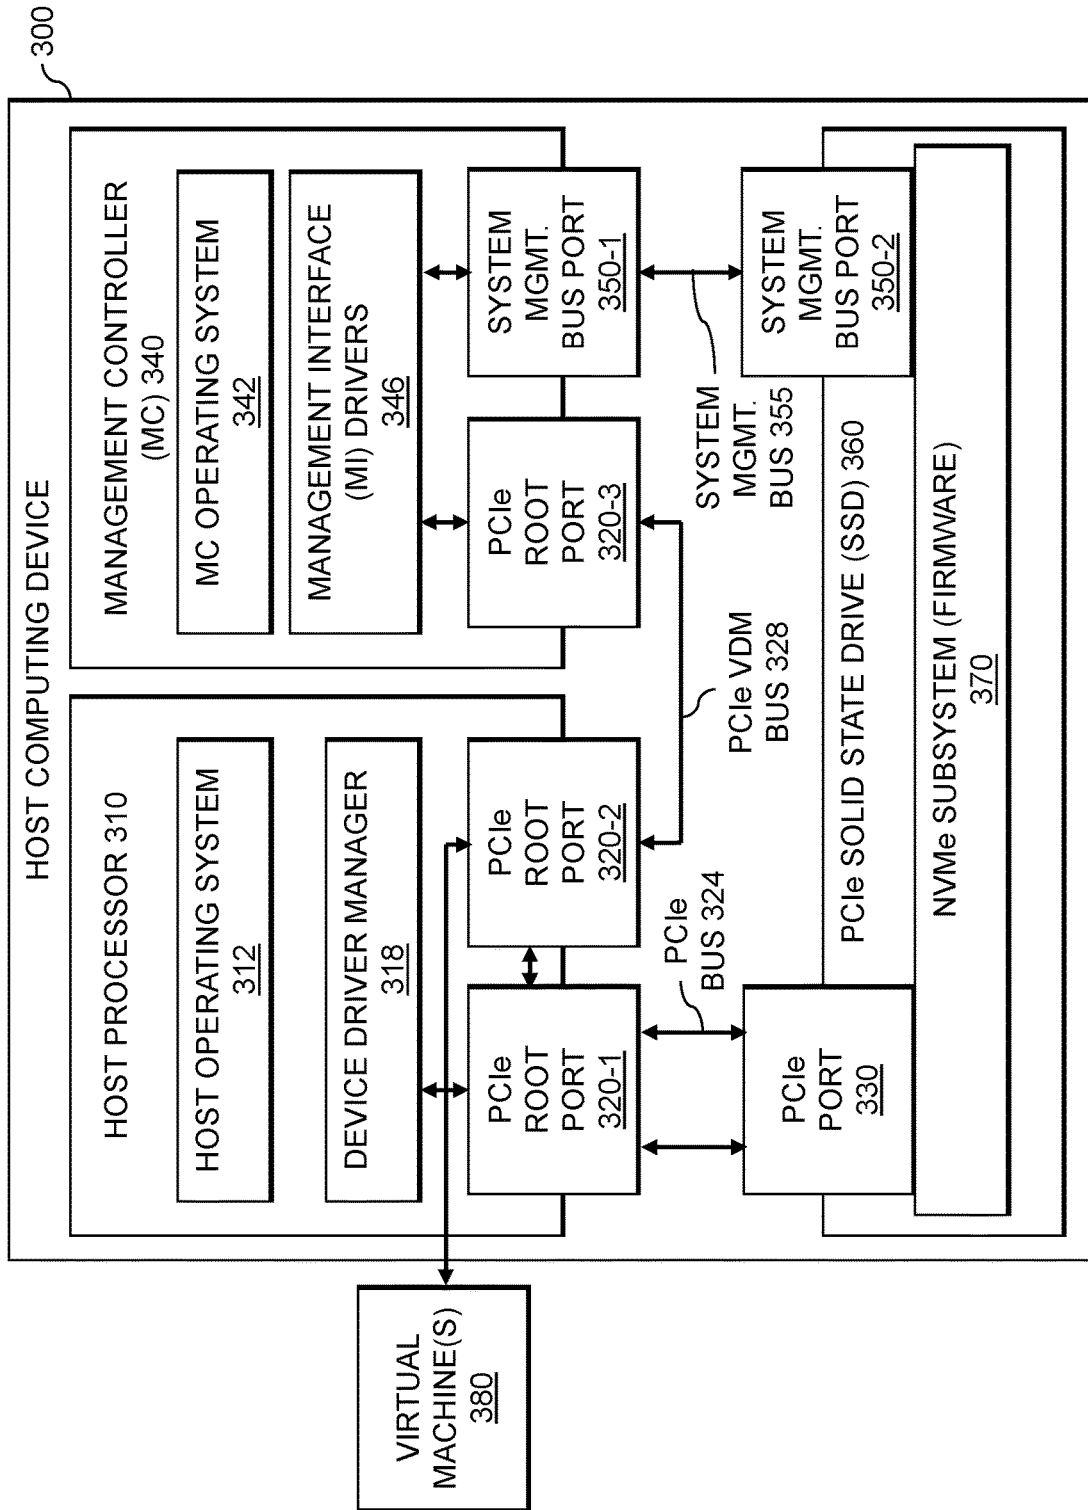 300
HOST COMPUTING DEVICE
HOST PROCESSOR 310
HOST OPERATING SYSTEM
312
DEVICE DRIVER MANAGER
318
PCIe
ROOT
PORT
320-1
PCIe
ROOT
PORT
320-2
MANAGEMENT CONTROLLER
(MC) 340
MC OPERATING SYSTEM
342
MANAGEMENT INTERFACE
(MI) DRIVERS
346
PCIe
ROOT
PORT
320-3
SYSTEM
MGMT.
BUS PORT
350-1
VIRTUAL
MACHINE(S)
380
PCIe
BUS 324
PCIe VDM
BUS 328
SYSTEM
MGMT.
BUS 355
PCIe
PORT
330
PCIe SOLID STATE DRIVE (SSD) 360
SYSTEM
MGMT.
BUS PORT
350-2
NVMe SUBSYSTEM (FIRMWARE)
370